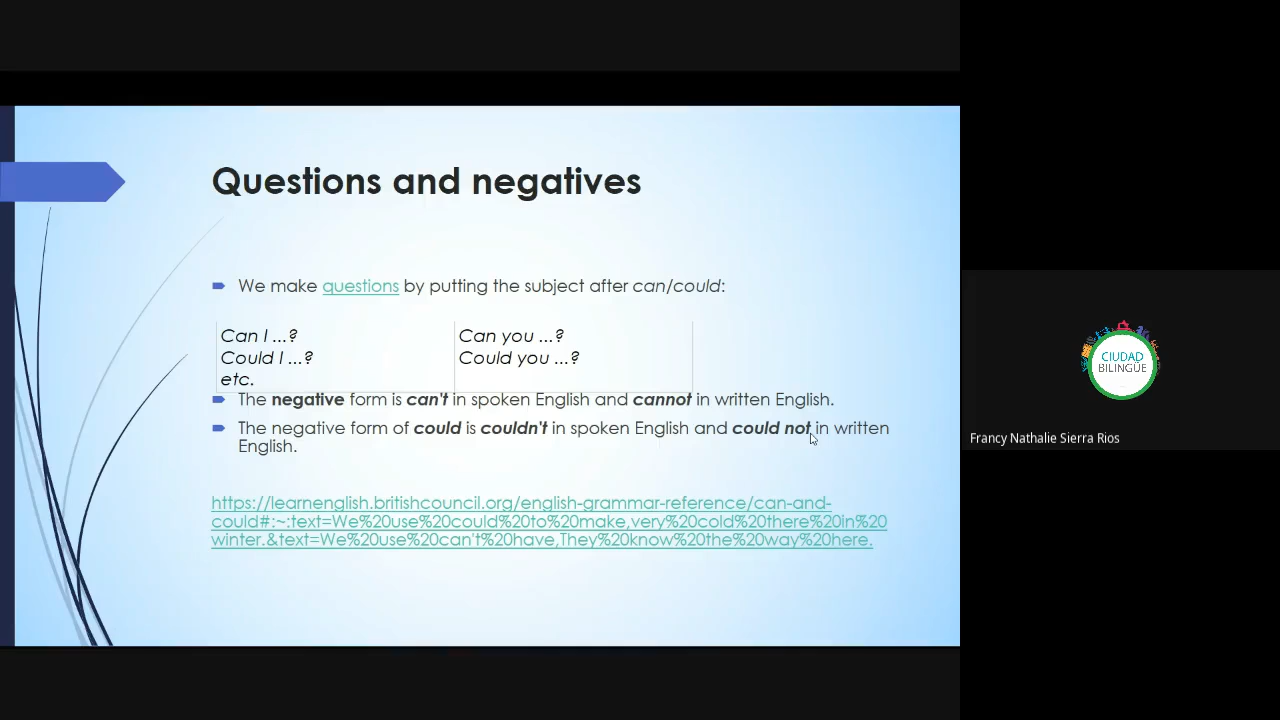 Questions and negatives
We make questions by putting the subject after can/could:
Can I ...?
Could I ...?
etc.
Can you ...?
Could you ...?
The negative form is can't in spoken English and cannot in written English.
The negative form of could is couldn't in spoken English and could not in written
English.
https://learnenglish.britishcouncil.org/english-grammar-reference/can-and-
could#:~:text=We%20use%20could%20to%20make,very%20cold%20there%20in%20
winter.&text=We%20use%20can't%20have,They%20know%20the%20way%20here.
CIUDAD
BILINGÜE
Francy Nathalie Sierra Rios